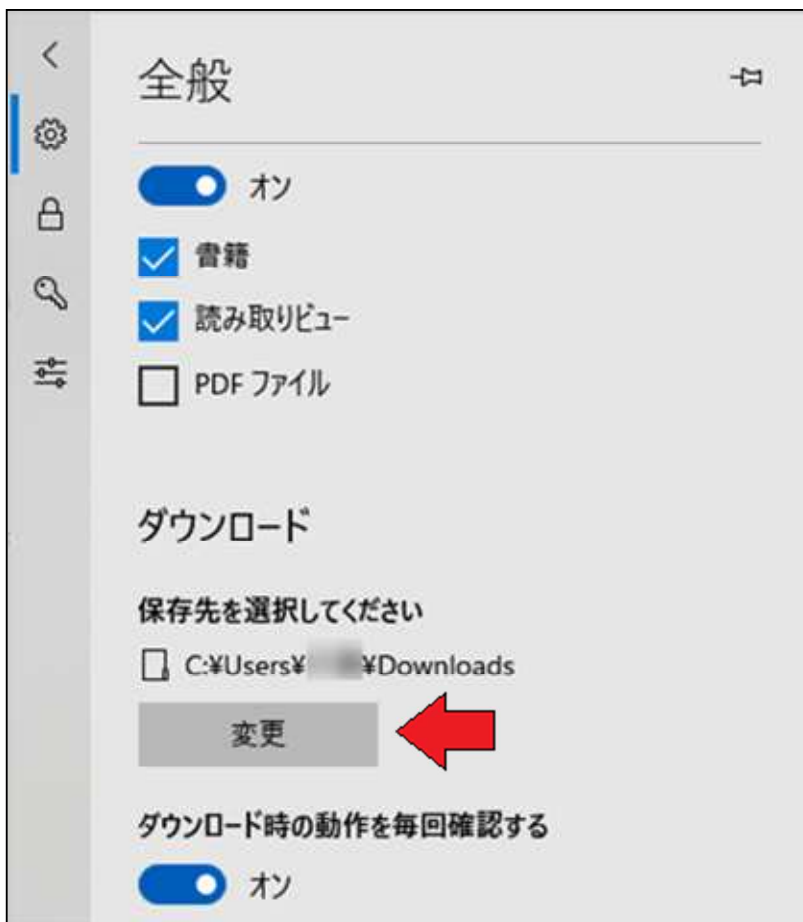 全般
オン
書籍
読み取りビュー
PDF ファイル
ダウンロード
保存先を選択してください
C:¥Users¥ ¥Downloads
変更
ダウンロード時の動作を毎回確認する
オン